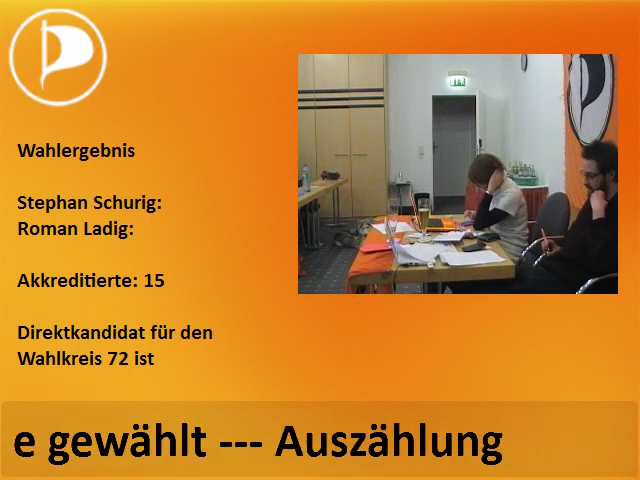 Wahlergebnis
Stephan Schurig:
Roman Ladig:
Akkreditierte: 15
Direktkandidat für den
Wahlkreis 72 ist
e gewählt --- Auszählung